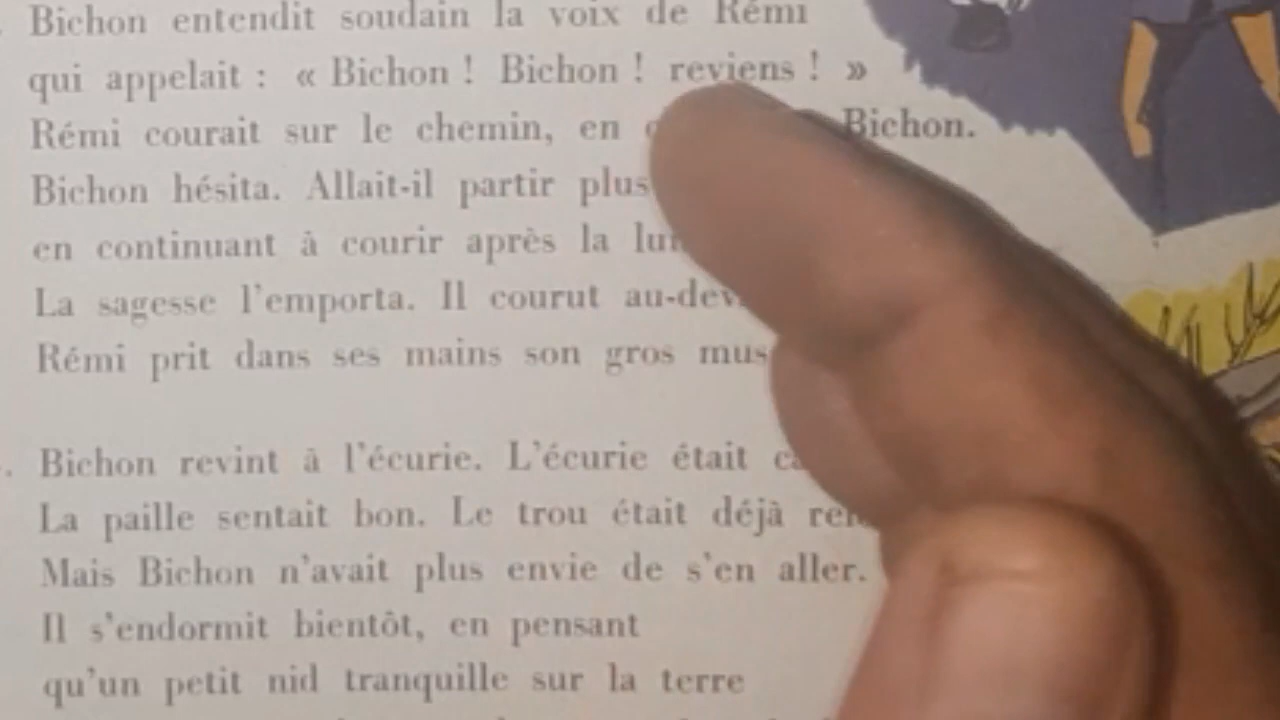 Bichon entendit soudain la voix de Rémi
qui appelait : « Bichon ! Bichon ! reviens ! »
Rémi courait sur le chemin, en Bichon.
Bichon hésita. Allait-il partir plus
en continuant à courir après la
La sagesse l'emporta. Il courut
Rémi prit dans ses mains son gros
Bichon revint à l'écurie. L'écurie était
La paille sentait bon. Le trou était déjà
Mais Bichon n'avait plus envie de s'en aller.
Il s'endormit bientôt, en pensant
qu'un petit nid tranquille sur la terre